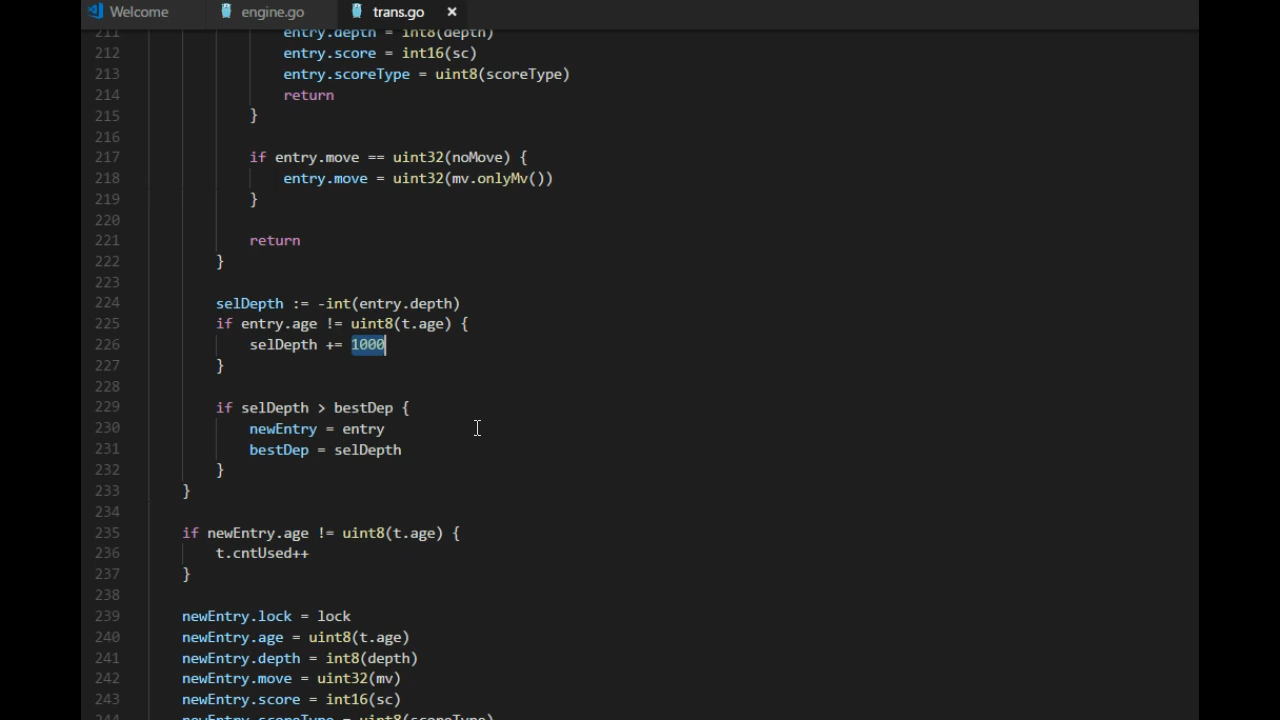 Welcome engine.go trans.go ×
211 entry.depth = int8(depth)
212 entry.score = int16(sc)
213 entry.scoreType = uint8(scoreType)
214 return
215 }
216
217 if entry.move == uint32(noMove) {
218 entry.move = uint32(mv.onlyMv())
219 }
220
221 return
222 }
223
224 selDepth := -int(entry.depth)
225 if entry.age != uint8(t.age) {
226 selDepth += 1000
227 }
228
229 if selDepth > bestDep {
230 newEntry = entry
231 bestDep = selDepth
232 }
233 }
234
235 if newEntry.age != uint8(t.age) {
236 t.cntUsed++
237 }
238
239 newEntry.lock = lock
240 newEntry.age = uint8(t.age)
241 newEntry.depth = int8(depth)
242 newEntry.move = uint32(mv)
243 newEntry.score = int16(sc)
244 newEntry.scoreType = uint8(scoreType)